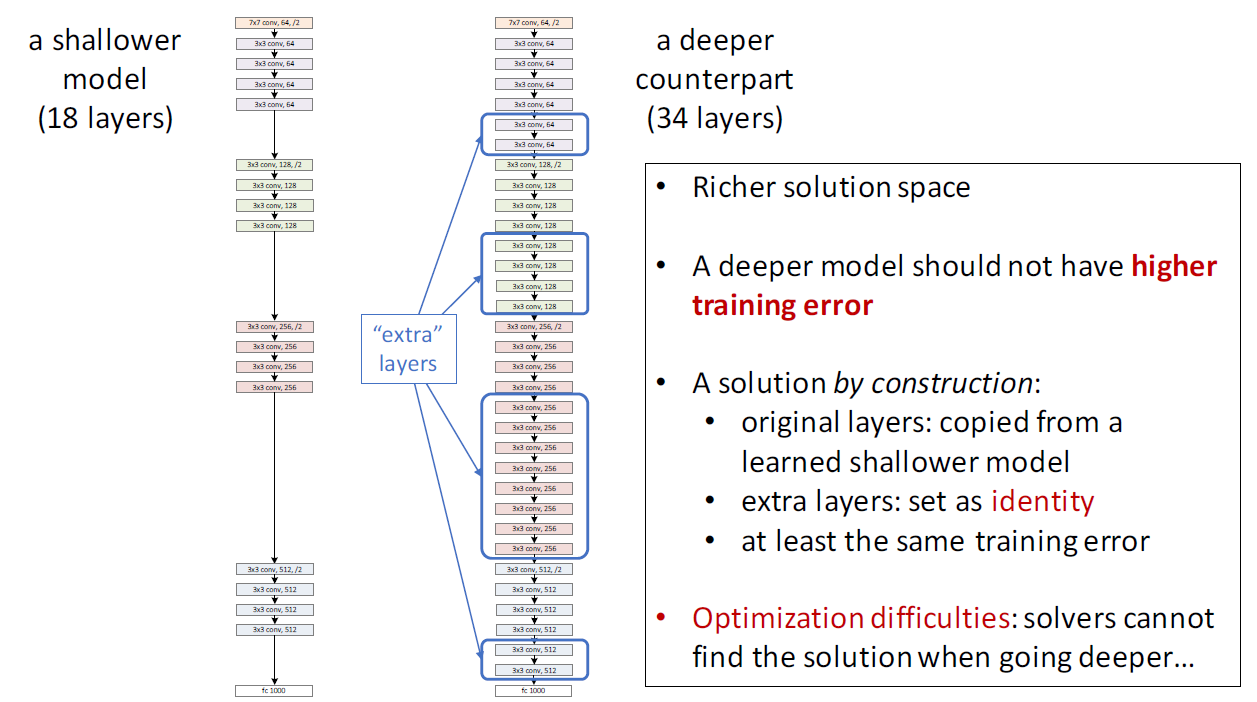 a shallower
model
(18 layers)
7x7 conv, 64, /2
3x3 conv, 64
3x3 conv, 64
3x3 conv, 64
3x3 conv, 64
3x3 conv, 128, /2
3x3 conv, 128
3x3 conv, 128
3x3 conv, 128
3x3 conv, 256, /2
3x3 conv, 256
3x3 conv, 256
3x3 conv, 256
3x3 conv, 512, /2
3x3 conv, 512
3x3 conv, 512
3x3 conv, 512
fc 1000
“extra”
layers
7x7 conv, 64, /2
3x3 conv, 64
3x3 conv, 64
3x3 conv, 64
3x3 conv, 64
3x3 conv, 64
3x3 conv, 64
3x3 conv, 128, /2
3x3 conv, 128
3x3 conv, 128
3x3 conv, 128
3x3 conv, 128
3x3 conv, 128
3x3 conv, 128
3x3 conv, 128
3x3 conv, 256, /2
3x3 conv, 256
3x3 conv, 256
3x3 conv, 256
3x3 conv, 256
3x3 conv, 256
3x3 conv, 256
3x3 conv, 256
3x3 conv, 256
3x3 conv, 256
3x3 conv, 256
3x3 conv, 256
3x3 conv, 512, /2
3x3 conv, 512
3x3 conv, 512
3x3 conv, 512
3x3 conv, 512
3x3 conv, 512
fc 1000
a deeper
counterpart
(34 layers)
• Richer solution space
• A deeper model should not have higher
training error
• A solution by construction:
• original layers: copied from a
learned shallower model
• extra layers: set as identity
• at least the same training error
• Optimization difficulties: solvers cannot
find the solution when going deeper...